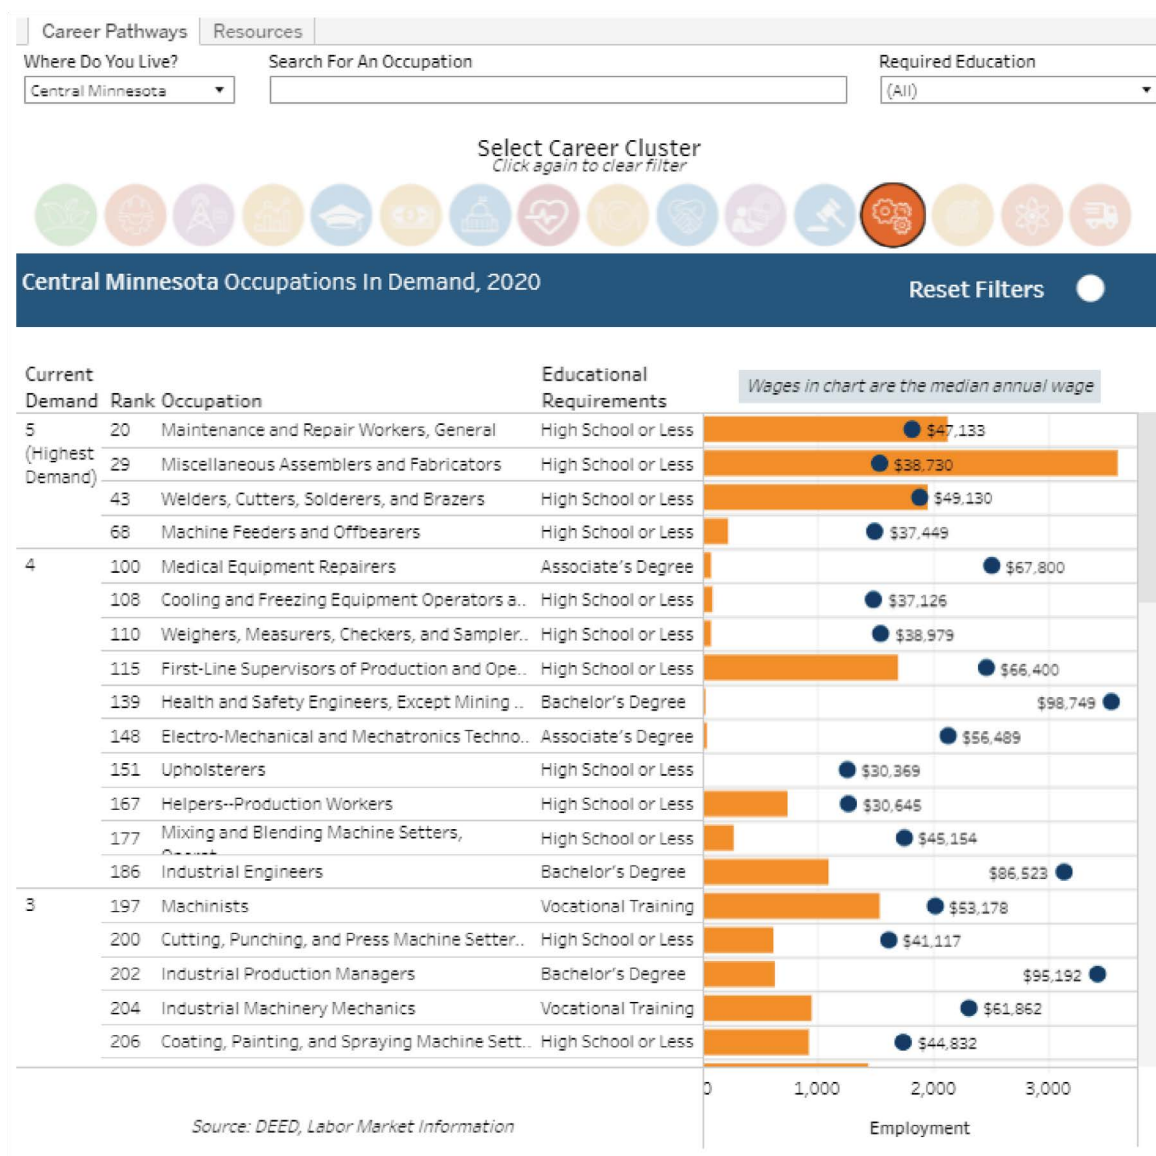 Career Pathways
Resources
Where Do You Live?
Search For An Occupation
Required Education
Central Minnesota
(All)
Select Career Cluster
Click again to clear filter
Central Minnesota Occupations In Demand, 2020
Reset Filters
Current
Demand
Rank
Occupation
Educational
Requirements
Wages in chart are the median annual wage
5
(Highest
Demand)
20 Maintenance and Repair Workers, General High School or Less $47,133
29 Miscellaneous Assemblers and Fabricators High School or Less $38,730
43 Welders, Cutters, Solderers, and Brazers High School or Less $49,130
68 Machine Feeders and Offbearers High School or Less $37,449
4 100 Medical Equipment Repairers Associate's Degree $67,800
108 Cooling and Freezing Equipment Operators a.. High School or Less $37,126
110 Weighers, Measurers, Checkers, and Sampler.. High School or Less $38,979
115 First-Line Supervisors of Production and Ope.. High School or Less $66,400
139 Health and Safety Engineers, Except Mining .. Bachelor's Degree $98,749
148 Electro-Mechanical and Mechatronics Techno.. Associate's Degree $56,489
151 Upholsterers High School or Less $30,369
167 Helpers--Production Workers High School or Less $30,645
177 Mixing and Blending Machine Setters, High School or Less $45,154
186 Industrial Engineers Bachelor's Degree $86,523
3 197 Machinists Vocational Training $53,178
200 Cutting, Punching, and Press Machine Setter.. High School or Less $41,117
202 Industrial Production Managers Bachelor's Degree $95,192
204 Industrial Machinery Mechanics Vocational Training $61,862
206 Coating, Painting, and Spraying Machine Sett.. High School or Less $44,832
0 1,000 2,000 3,000
Employment
Source: DEED, Labor Market Information